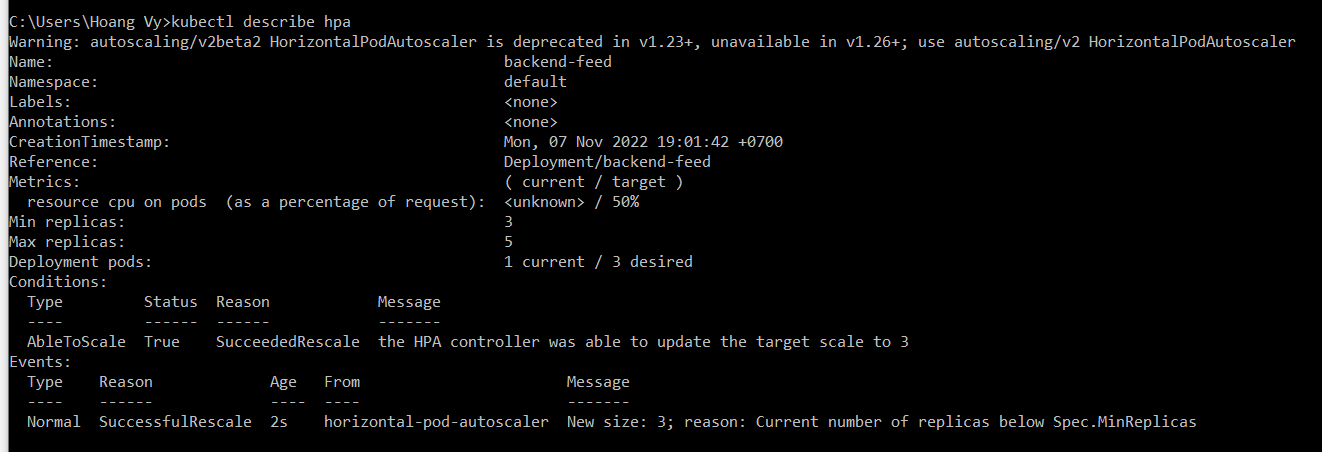 C:\Users\Hoang Vy>kubectl describe hpa
Warning: autoscaling/v2beta2 HorizontalPodAutoscaler is deprecated in v1.23+, unavailable in v1.26+; use autoscaling/v2 HorizontalPodAutoscaler
Name:                                                  backend-feed
Namespace:                                             default
Labels:                                                <none>
Annotations:                                           <none>
CreationTimestamp:                                     Mon, 07 Nov 2022 19:01:42 +0700
Reference:                                             Deployment/backend-feed
Metrics:                                               ( current / target )
  resource cpu on pods  (as a percentage of request):  <unknown> / 50%
Min replicas:                                          3
Max replicas:                                          5
Deployment pods:                                       1 current / 3 desired
Conditions:
  Type         Status  Reason            Message
  ----         ------  ------            -------
  AbleToScale  True    SucceededRescale  the HPA controller was able to update the target scale to 3
Events:
  Type    Reason             Age   From                       Message
  ----    ------             ----  ----                       -------
  Normal  SuccessfulRescale  2s    horizontal-pod-autoscaler  New size: 3; reason: Current number of replicas below Spec.MinReplicas